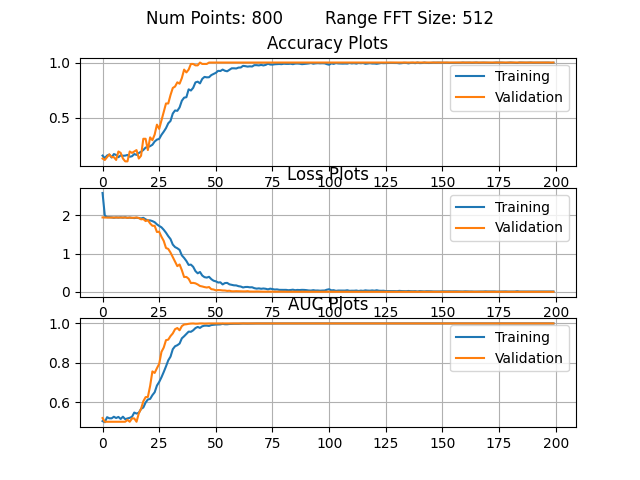 Num Points: 800 Range FFT Size: 512
Accuracy Plots
1.0
0.5
Training
Validation
0 25 50 75 100 125 150 175 200
Loss Plots
2
1
0
Training
Validation
0 25 50 75 100 125 150 175 200
AUC Plots
1.0
0.8
0.6
Training
Validation
0 25 50 75 100 125 150 175 200